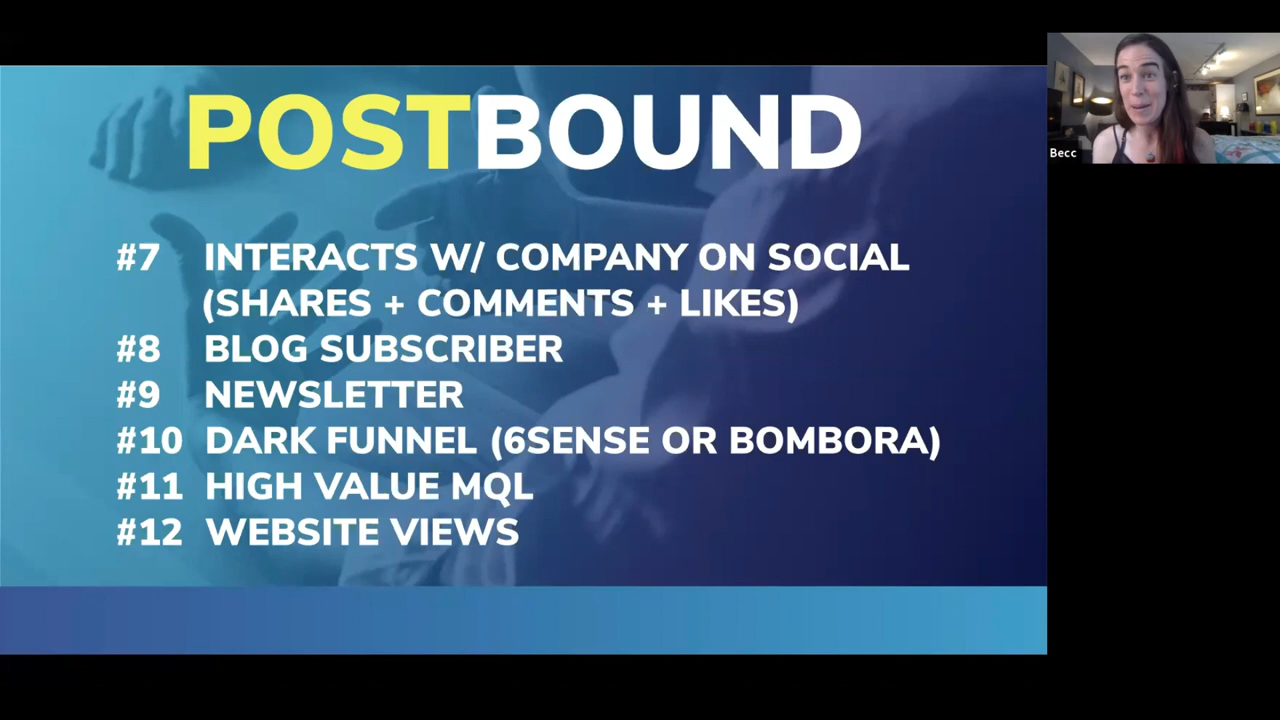 POSTBOUND
#7 INTERACTS W/ COMPANY ON SOCIAL
(SHARES + COMMENTS + LIKES)
#8 BLOG SUBSCRIBER
#9 NEWSLETTER
#10 DARK FUNNEL (6SENSE OR BOMBORA)
#11 HIGH VALUE MQL
#12 WEBSITE VIEWS
Becc